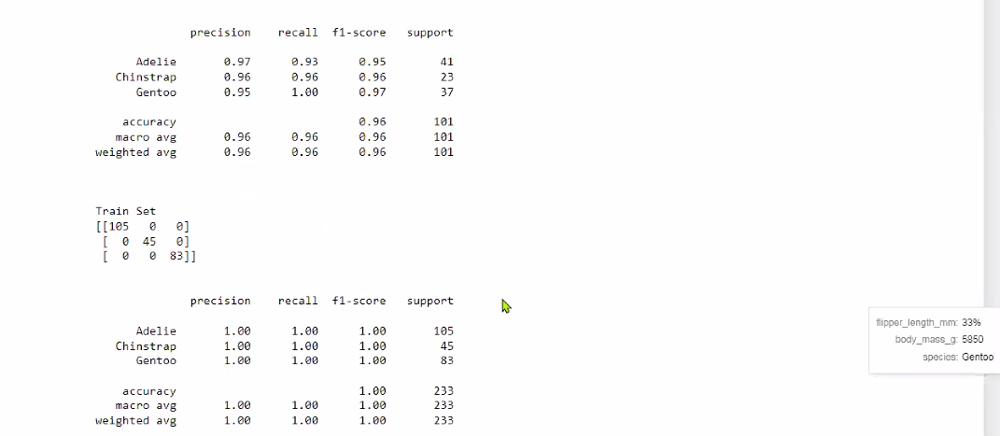 precision recall f1-score support
Adelie 0.97 0.93 0.95 41
Chinstrap 0.96 0.96 0.96 23
Gentoo 0.95 1.00 0.97 37
accuracy 0.96 101
macro avg 0.96 0.96 0.96 101
weighted avg 0.96 0.96 0.96 101
Train Set
[[105 0 0]
[ 0 45 0]
[ 0 0 83]]
precision recall f1-score support
Adelie 1.00 1.00 1.00 105
Chinstrap 1.00 1.00 1.00 45
Gentoo 1.00 1.00 1.00 83
accuracy 1.00 233
macro avg 1.00 1.00 1.00 233
weighted avg 1.00 1.00 1.00 233
flipper_length_mm: 33%
body_mass_g: 5850
species: Gentoo